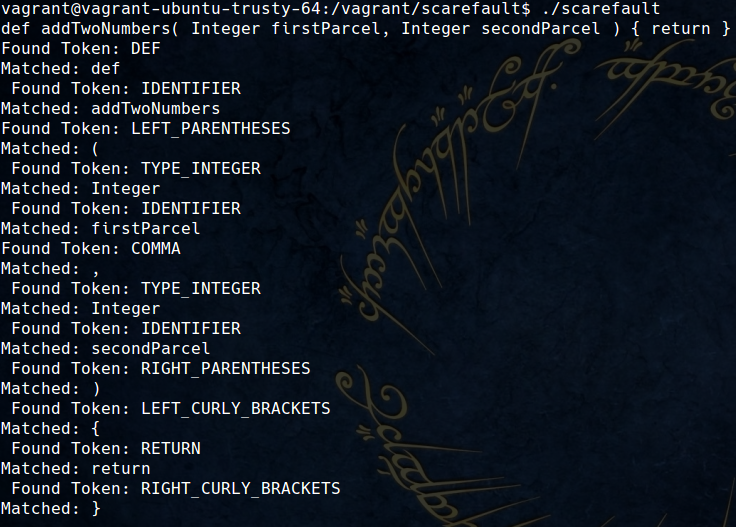 vagrant@vagrant-ubuntu-trusty-64:/vagrant/scarefault$ ./scarefault
def addTwoNumbers( Integer firstParcel, Integer secondParcel ) { return }
Found Token: DEF
Matched: def
 Found Token: IDENTIFIER
Matched: addTwoNumbers
Found Token: LEFT_PARENTHESES
Matched: (
 Found Token: TYPE_INTEGER
Matched: Integer
 Found Token: IDENTIFIER
Matched: firstParcel
Found Token: COMMA
Matched: ,
 Found Token: TYPE_INTEGER
Matched: Integer
 Found Token: IDENTIFIER
Matched: secondParcel
 Found Token: RIGHT_PARENTHESES
Matched: )
 Found Token: LEFT_CURLY_BRACKETS
Matched: {
 Found Token: RETURN
Matched: return
 Found Token: RIGHT_CURLY_BRACKETS
Matched: }